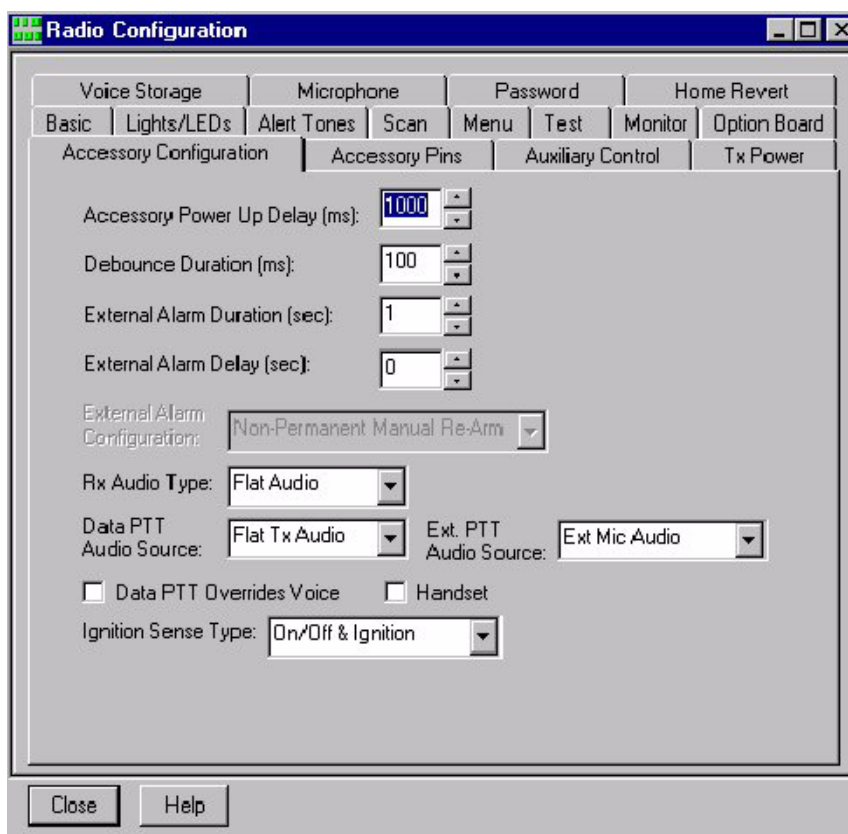 Radio Configuration
Voice Storage Microphone Password Home Revert
Basic Lights/LEDs Alert Tones Scan Menu Test Monitor Option Board
Accessory Configuration Accessory Pins Auxiliary Control Tx Power
Accessory Power Up Delay (ms): 1000
Debounce Duration (ms): 100
External Alarm Duration (sec): 1
External Alarm Delay (sec): 0
External Alarm
Configuration: Non-Permanent Manual Re-Arm
Rx Audio Type: Flat Audio
Data PTT
Audio Source: Flat Tx Audio
Ext. PTT
Audio Source: Ext Mic Audio
Data PTT Overrides Voice Handset
Ignition Sense Type: On/Off & Ignition
Close Help